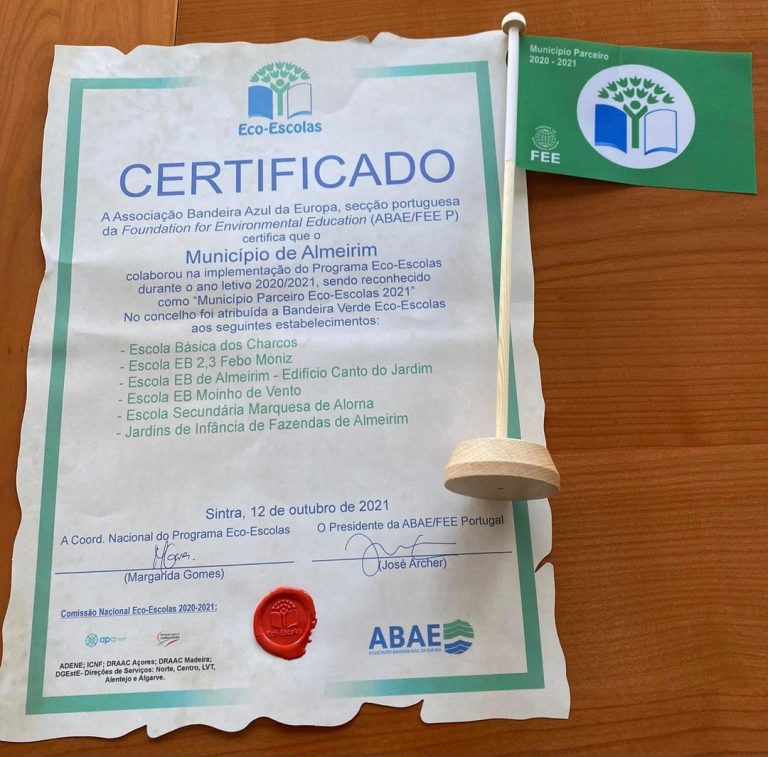 Município Parceiro
2020 - 2021
FEE
Eco-Escolas
CERTIFICADO
A Associação Bandeira Azul da Europa, secção portuguesa
da Foundation for Environmental Education (ABAE/FEE P)
certifica que o
Município de Almeirim
colaborou na implementação do Programa Eco-Escolas
durante o ano letivo 2020/2021, sendo reconhecido
como “Município Parceiro Eco-Escolas 2021”
No concelho foi atribuída a Bandeira Verde Eco-Escolas
aos seguintes estabelecimentos:
- Escola Básica dos Charcos
- Escola EB 2,3 Febo Moniz
- Escola EB de Almeirim - Edifício Canto do Jardim
- Escola EB Moinho de Vento
- Escola Secundária Marquesa de Alorna
- Jardins de Infância de Fazendas de Almeirim
Sintra, 12 de outubro de 2021
A Coord. Nacional do Programa Eco-Escolas
(Margarida Gomes)
O Presidente da ABAE/FEE Portugal
(José Archer)
Comissão Nacional Eco-Escolas 2020-2021:
apa
ADENE; ICNF; DRAAC Açores; DRAAC Madeira;
DGEstE- Direções de Serviços: Norte, Centro, LVT,
Alentejo e Algarve.
Eco-Escolas
ABAE
ASSOCIAÇÃO BANDEIRA AZUL DA EUROPA